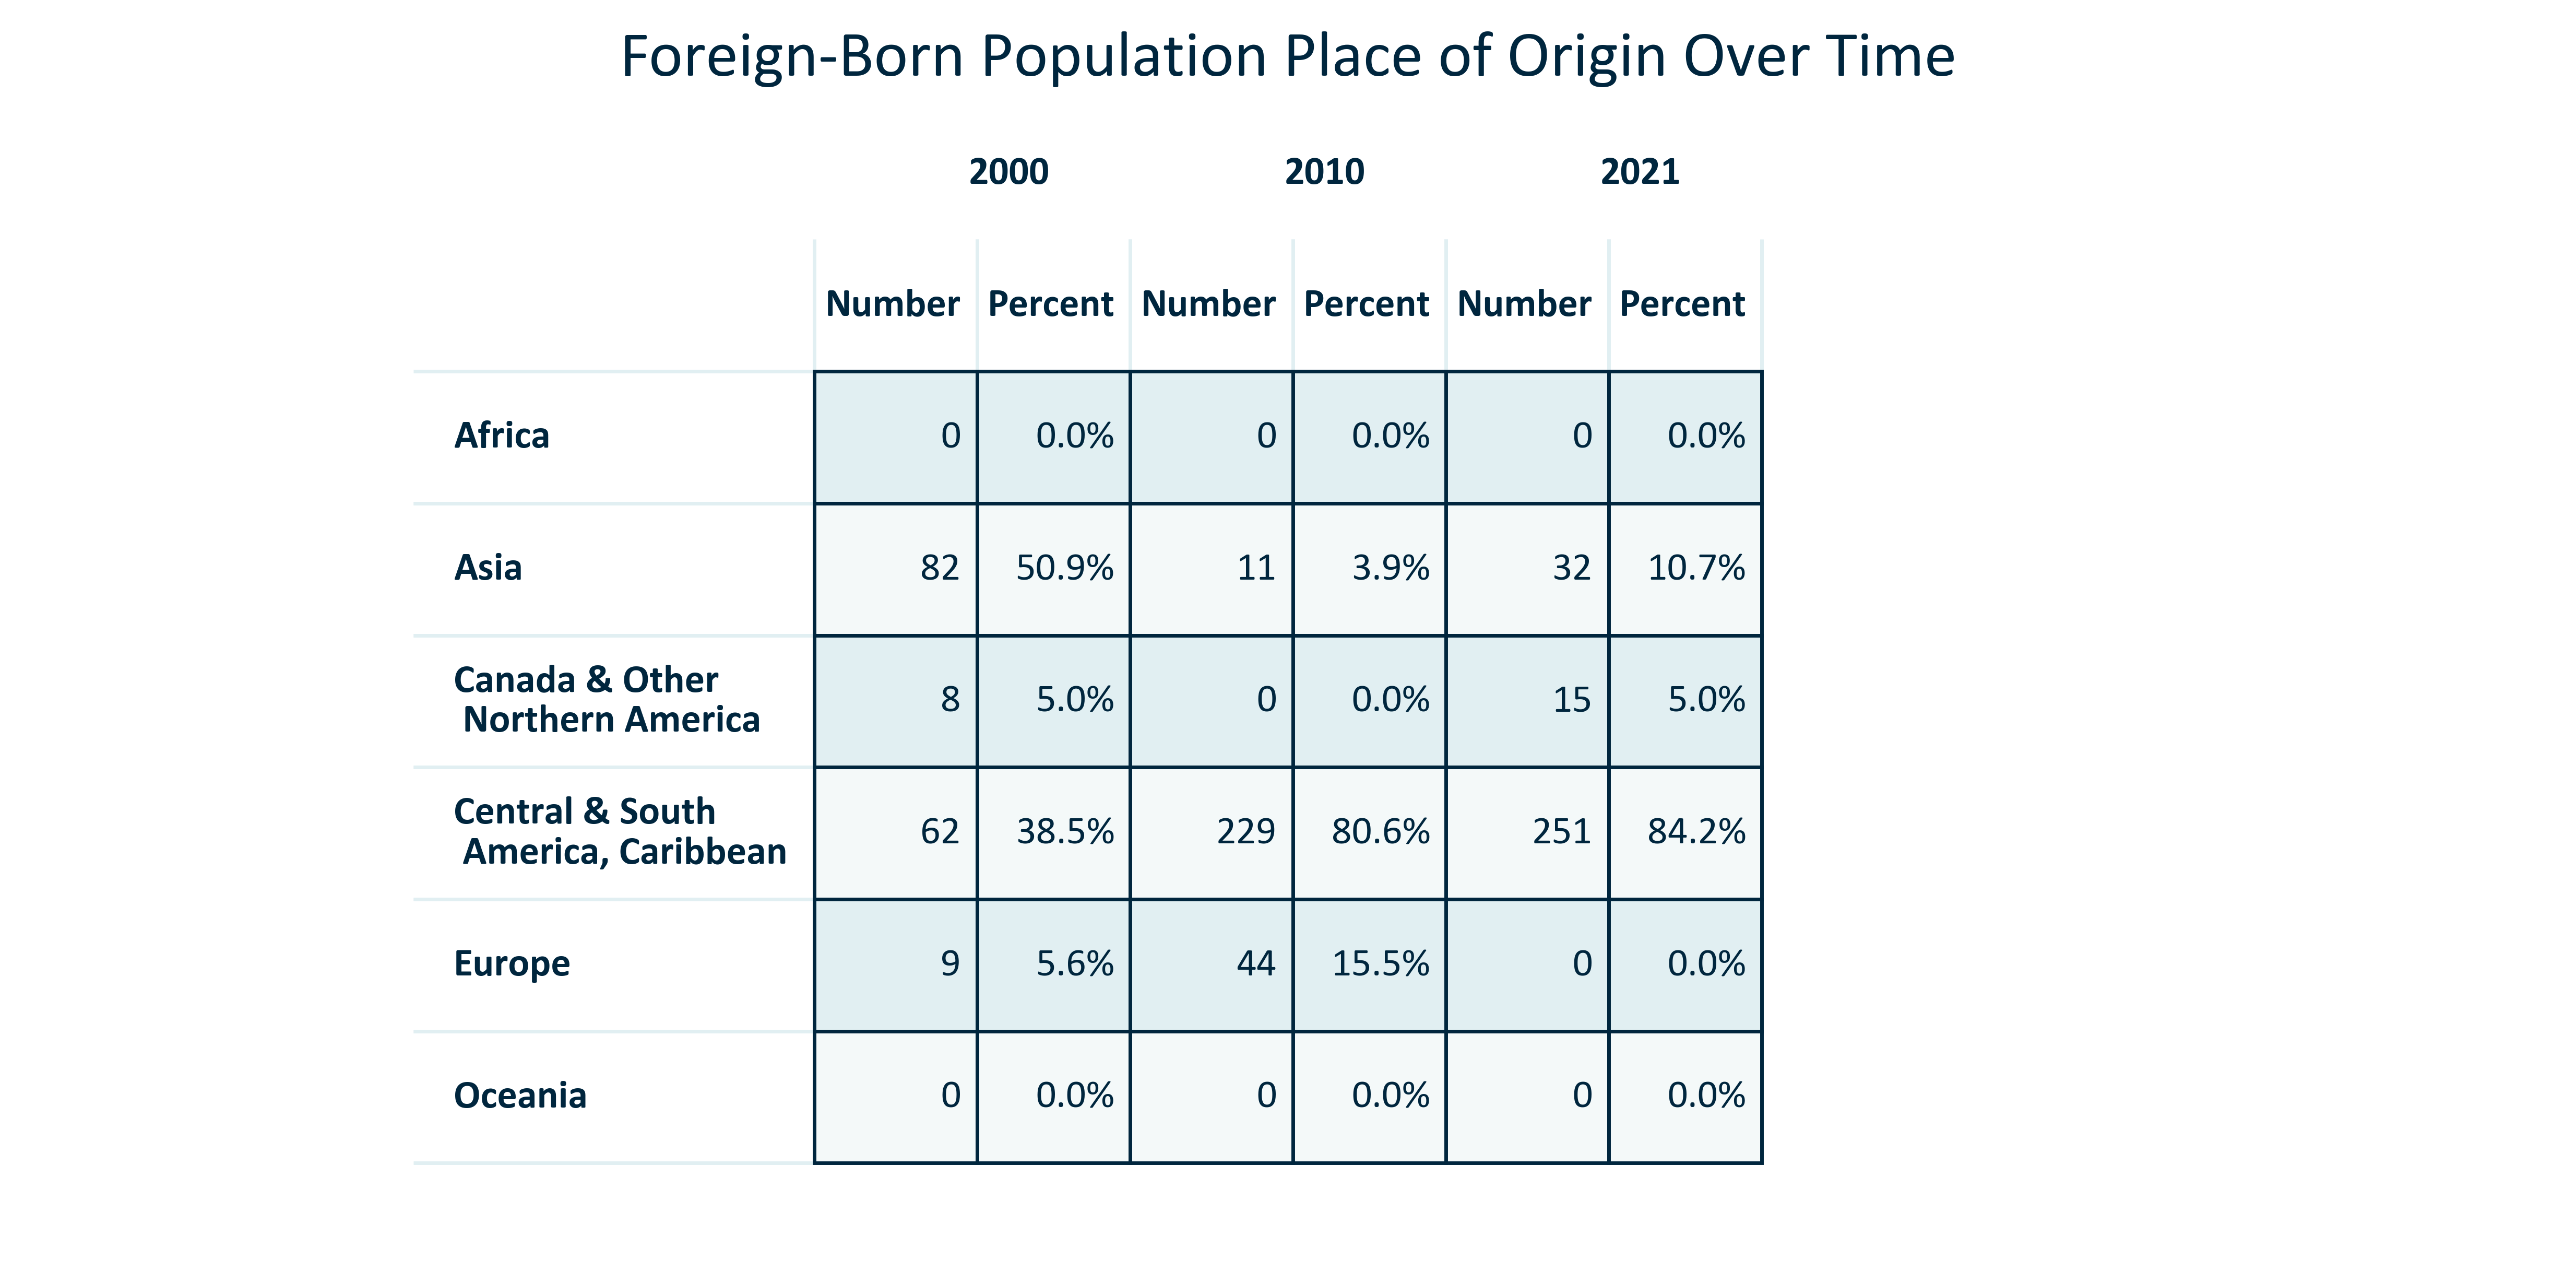 Foreign-Born Population Place of Origin Over Time
2000 2010 2021
Number Percent Number Percent Number Percent
Africa 0 0.0% 0 0.0% 0 0.0%
Asia 82 50.9% 11 3.9% 32 10.7%
Canada & Other
Northern America 8 5.0% 0 0.0% 15 5.0%
Central & South
America, Caribbean 62 38.5% 229 80.6% 251 84.2%
Europe 9 5.6% 44 15.5% 0 0.0%
Oceania 0 0.0% 0 0.0% 0 0.0%